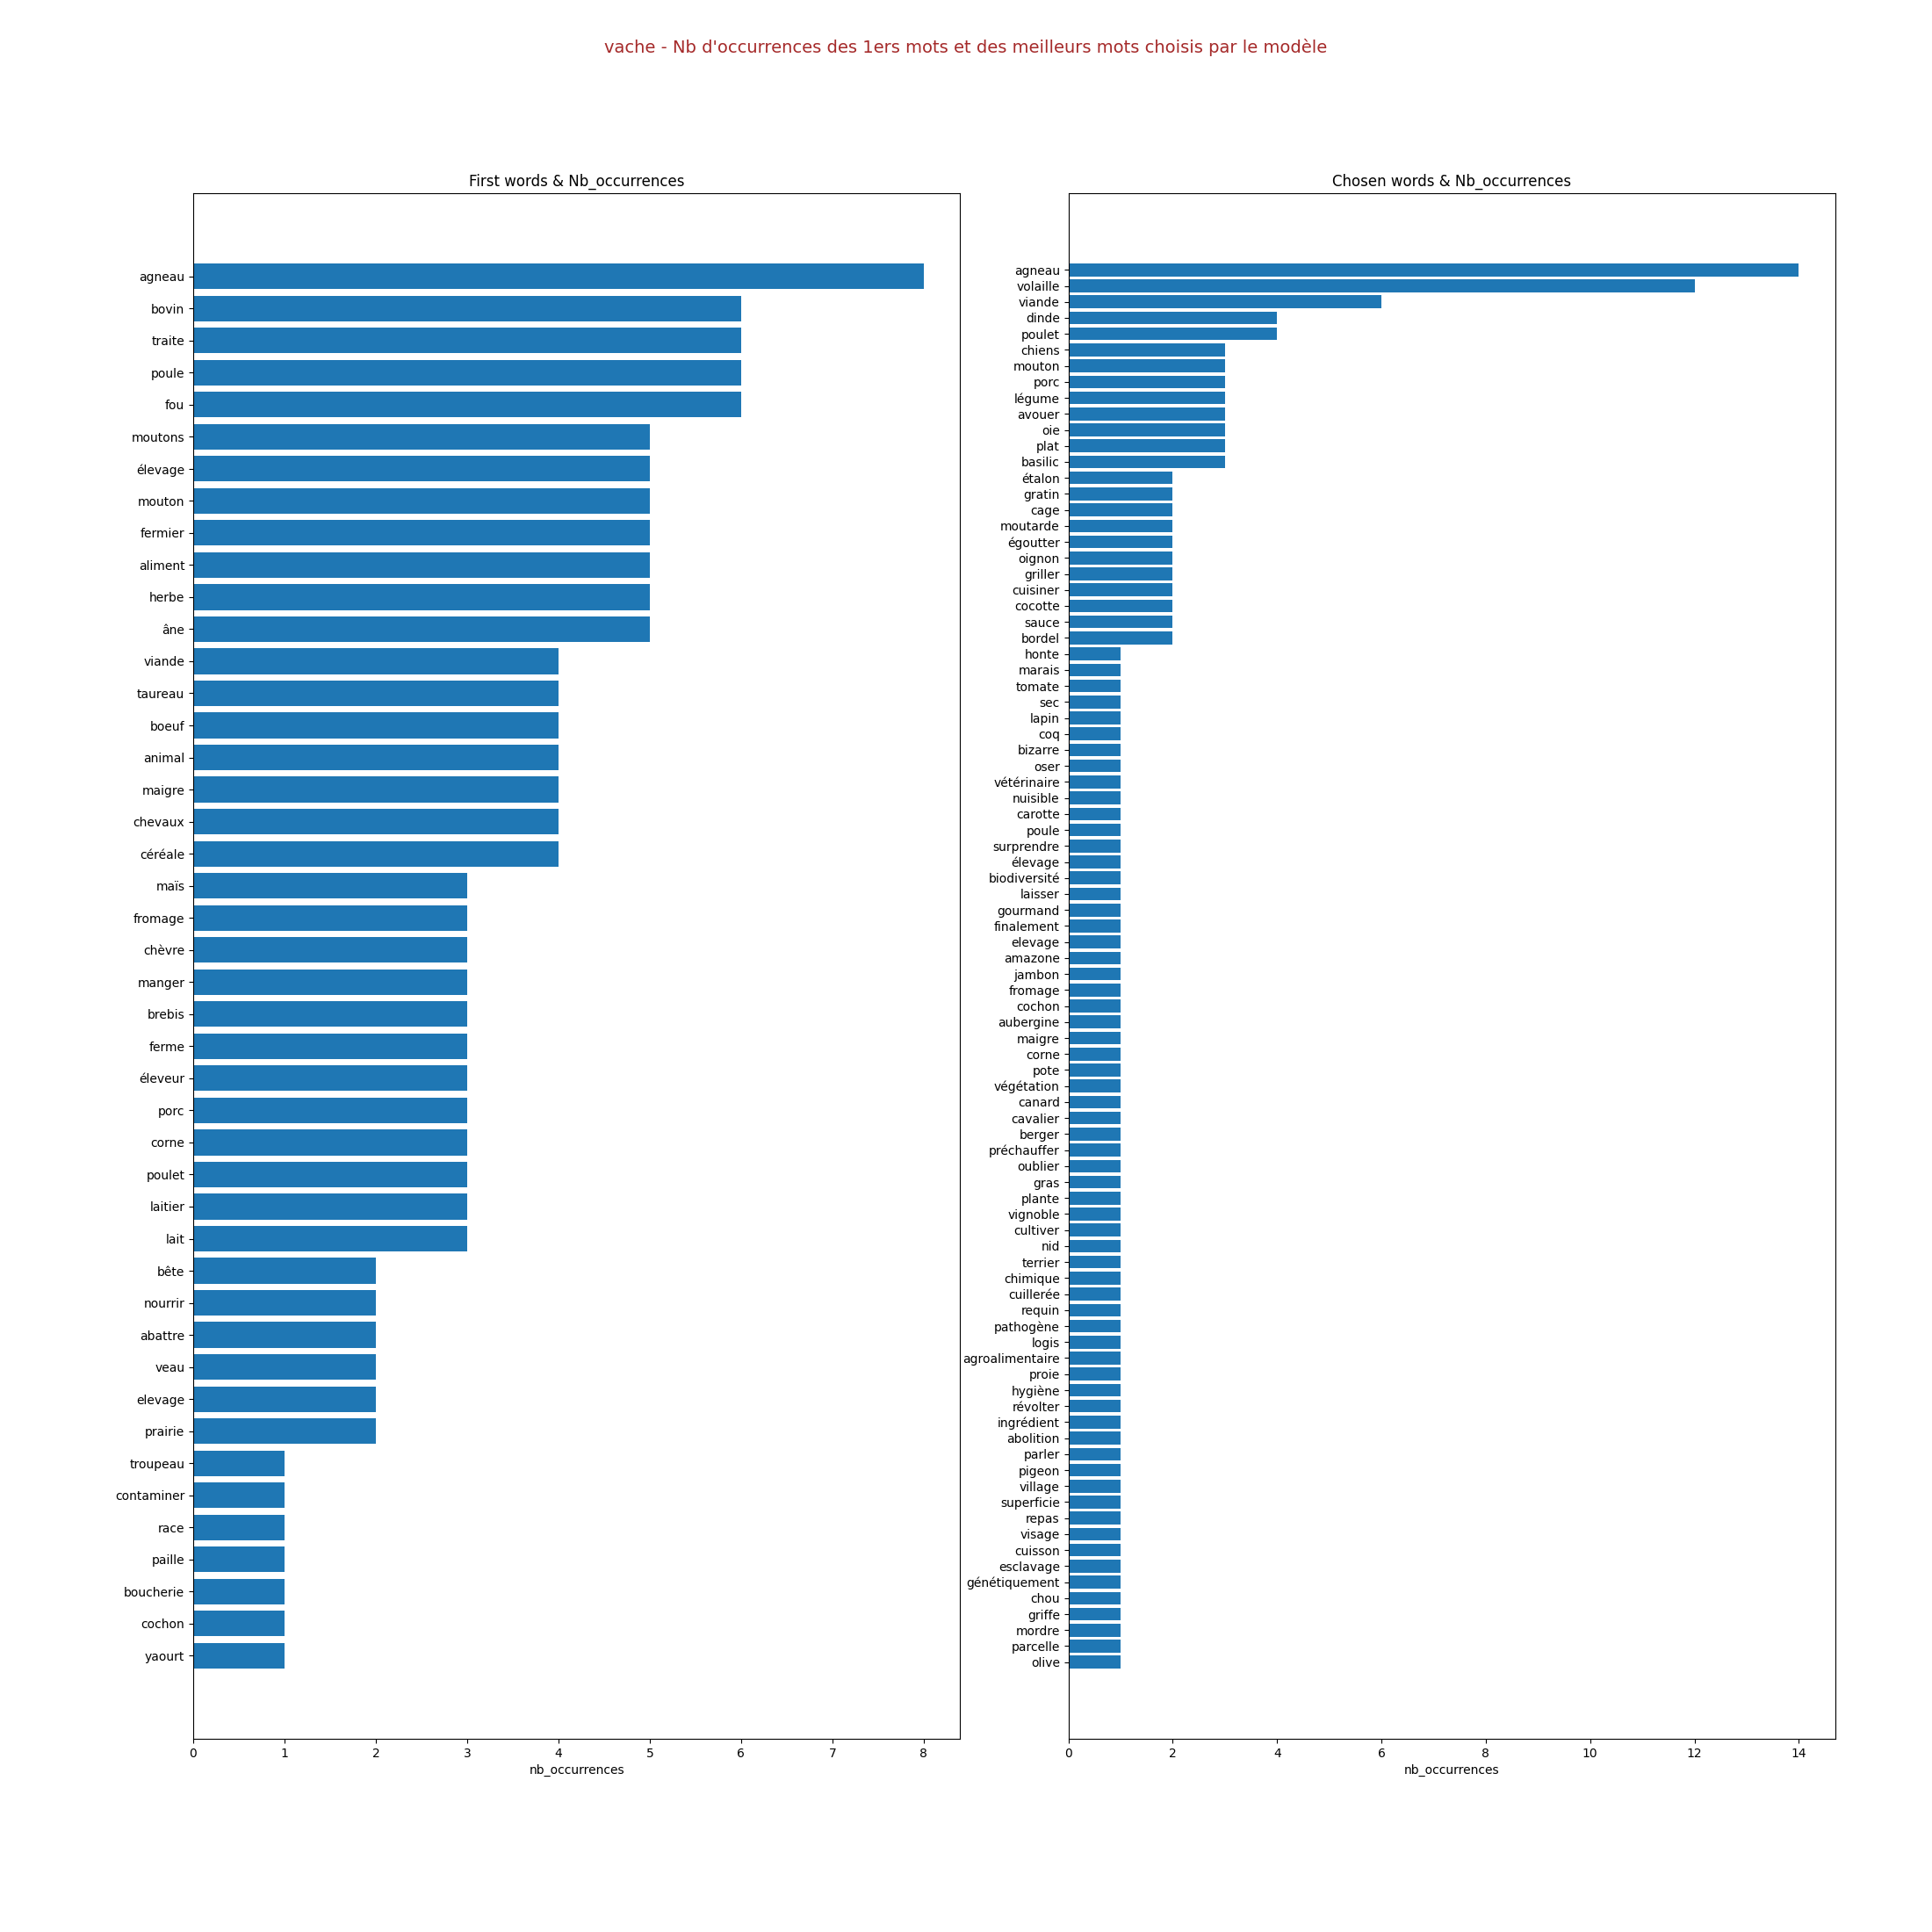 vache - Nb d'occurrences des 1ers mots et des meilleurs mots choisis par le modèle
First words & Nb_occurrences
agneau
bovin
traite
poule
fou
moutons
élevage
mouton
fermier
aliment
herbe
âne
viande
taureau
boeuf
animal
maigre
chevaux
céréale
maïs
fromage
chèvre
manger
brebis
ferme
éleveur
porc
corne
poulet
laitier
lait
bête
nourrir
abattre
veau
elevage
prairie
troupeau
contaminer
race
paille
boucherie
cochon
yaourt
0 1 2 3 4 5 6 7 8
nb_occurrences
Chosen words & Nb_occurrences
agneau
volaille
viande
dinde
poulet
chiens
mouton
porc
légume
avouer
oie
plat
basilic
étalon
gratin
cage
moutarde
égoutter
oignon
griller
cuisiner
cocotte
sauce
bordel
honte
marais
tomate
sec
lapin
coq
bizarre
oser
vétérinaire
nuisible
carotte
poule
surprendre
élevage
biodiversité
laisser
gourmand
finalement
elevage
amazone
jambon
fromage
cochon
aubergine
maigre
corne
pote
végétation
canard
cavalier
berger
préchauffer
oublier
gras
plante
vignoble
cultiver
nid
terrier
chimique
cuillerée
requin
pathogène
logis
agroalimentaire
proie
hygiène
révolter
ingrédient
abolition
parler
pigeon
village
superficie
repas
visage
cuisson
esclavage
génétiquement
chou
griffe
mordre
parcelle
olive
0 2 4 6 8 10 12 14
nb_occurrences